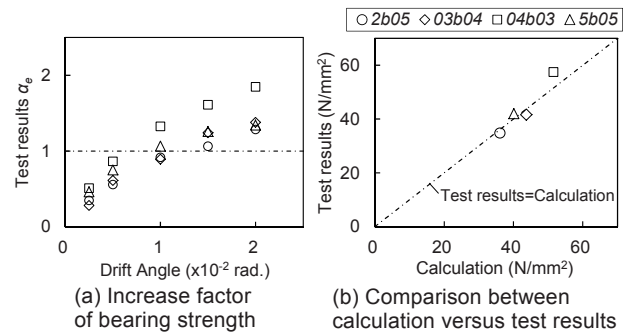 ○ 2b05 ◇ 03b04 □ 04b03 △ 5b05
Test results αe
2
1
0
0
1
2
Drift Angle (x10-2 rad.)
(a) Increase factor
of bearing strength
Test results (N/mm2)
60
40
20
0
0
20
40
60
Test results=Calculation
Calculation (N/mm2)
(b) Comparison between
calculation versus test results